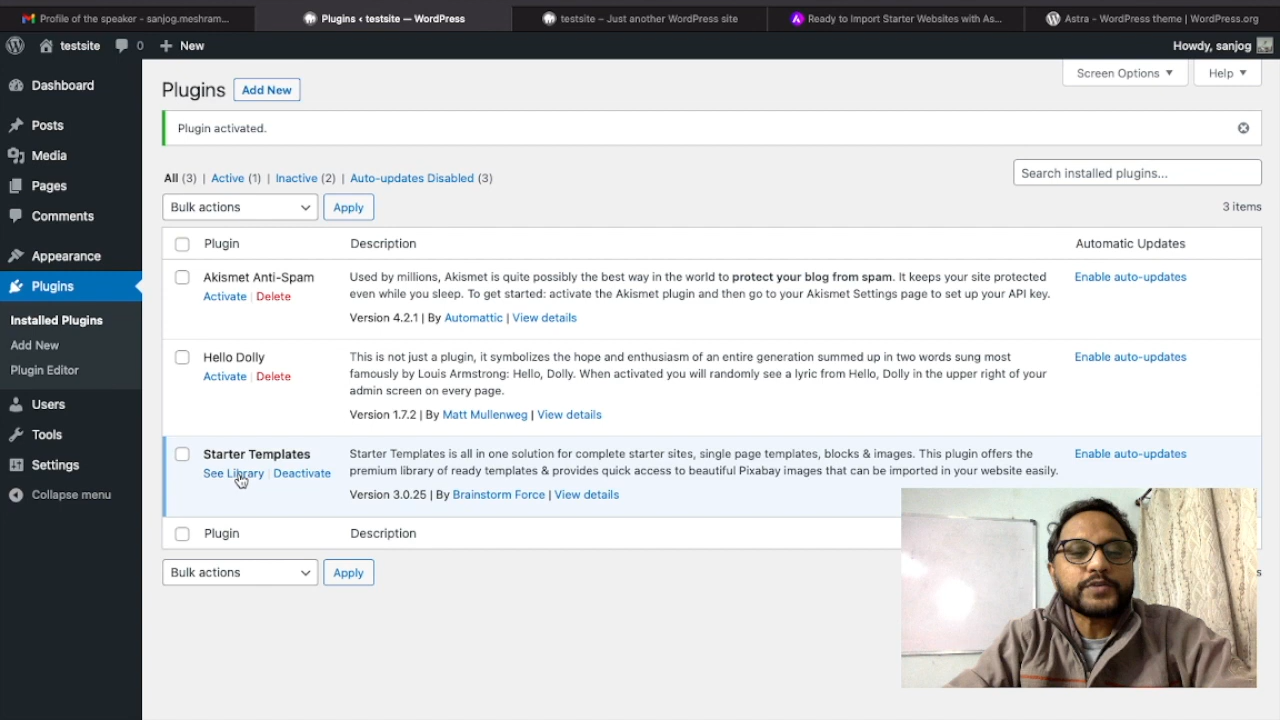 Profile of the speaker - sanjog.meshram...
Plugins ‹ testsite — WordPress
testsite – Just another WordPress site
Ready to Import Starter Websites with As...
Astra - WordPress theme | WordPress.org
testsite
0
New
Howdy, sanjog
Dashboard
Posts
Media
Pages
Comments
Appearance
Plugins
Installed Plugins
Add New
Plugin Editor
Users
Tools
Settings
Collapse menu
Screen Options ▼
Help ▼
Plugins
Add New
Plugin activated.
All (3) | Active (1) | Inactive (2) | Auto-updates Disabled (3)
Search installed plugins...
Bulk actions
Apply
3 items
Plugin
Description
Automatic Updates
Akismet Anti-Spam
Activate | Delete
Used by millions, Akismet is quite possibly the best way in the world to protect your blog from spam. It keeps your site protected
even while you sleep. To get started: activate the Akismet plugin and then go to your Akismet Settings page to set up your API key.
Version 4.2.1 | By Automattic | View details
Enable auto-updates
Hello Dolly
Activate | Delete
This is not just a plugin, it symbolizes the hope and enthusiasm of an entire generation summed up in two words sung most
famously by Louis Armstrong: Hello, Dolly. When activated you will randomly see a lyric from Hello, Dolly in the upper right of your
admin screen on every page.
Version 1.7.2 | By Matt Mullenweg | View details
Enable auto-updates
Starter Templates
See Library | Deactivate
Starter Templates is all in one solution for complete starter sites, single page templates, blocks & images. This plugin offers the
premium library of ready templates & provides quick access to beautiful Pixabay images that can be imported in your website easily.
Version 3.0.25 | By Brainstorm Force | View details
Enable auto-updates
Plugin
Description
Bulk actions
Apply